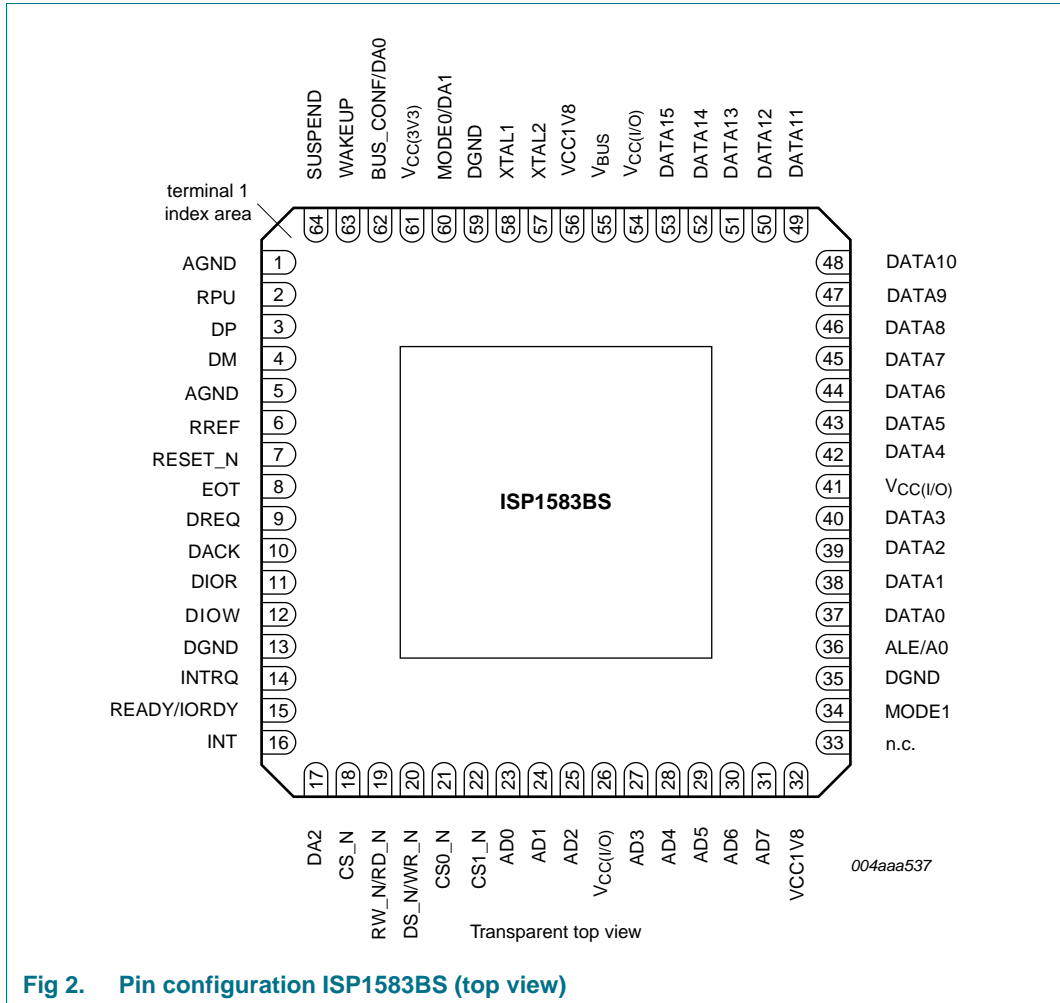 SUSPEND
WAKEUP
BUS_CONF/DA0
VCC(3V3)
MODE0/DA1
DGND
XTAL1
XTAL2
VCC1V8
VBUS
VCC(I/O)
DATA15
DATA14
DATA13
DATA12
DATA11
terminal 1
index area
64
63
62
61
60
59
58
57
56
55
54
53
52
51
50
49
AGND 1
RPU 2
DP 3
DM 4
AGND 5
RREF 6
RESET_N 7
EOT 8
DREQ 9
DACK 10
DIOR 11
DIOW 12
DGND 13
INTRQ 14
READY/IORDY 15
INT 16
ISP1583BS
48 DATA10
47 DATA9
46 DATA8
45 DATA7
44 DATA6
43 DATA5
42 DATA4
41 VCC(I/O)
40 DATA3
39 DATA2
38 DATA1
37 DATA0
36 ALE/A0
35 DGND
34 MODE1
33 n.c.
17
18
19
20
21
22
23
24
25
26
27
28
29
30
31
32
DA2
CS_N
RW_N/RD_N
DS_N/WR_N
CS0_N
CS1_N
AD0
AD1
AD2
VCC(I/O)
AD3
AD4
AD5
AD6
AD7
VCC1V8
004aaa537
Transparent top view
Fig 2. Pin configuration ISP1583BS (top view)